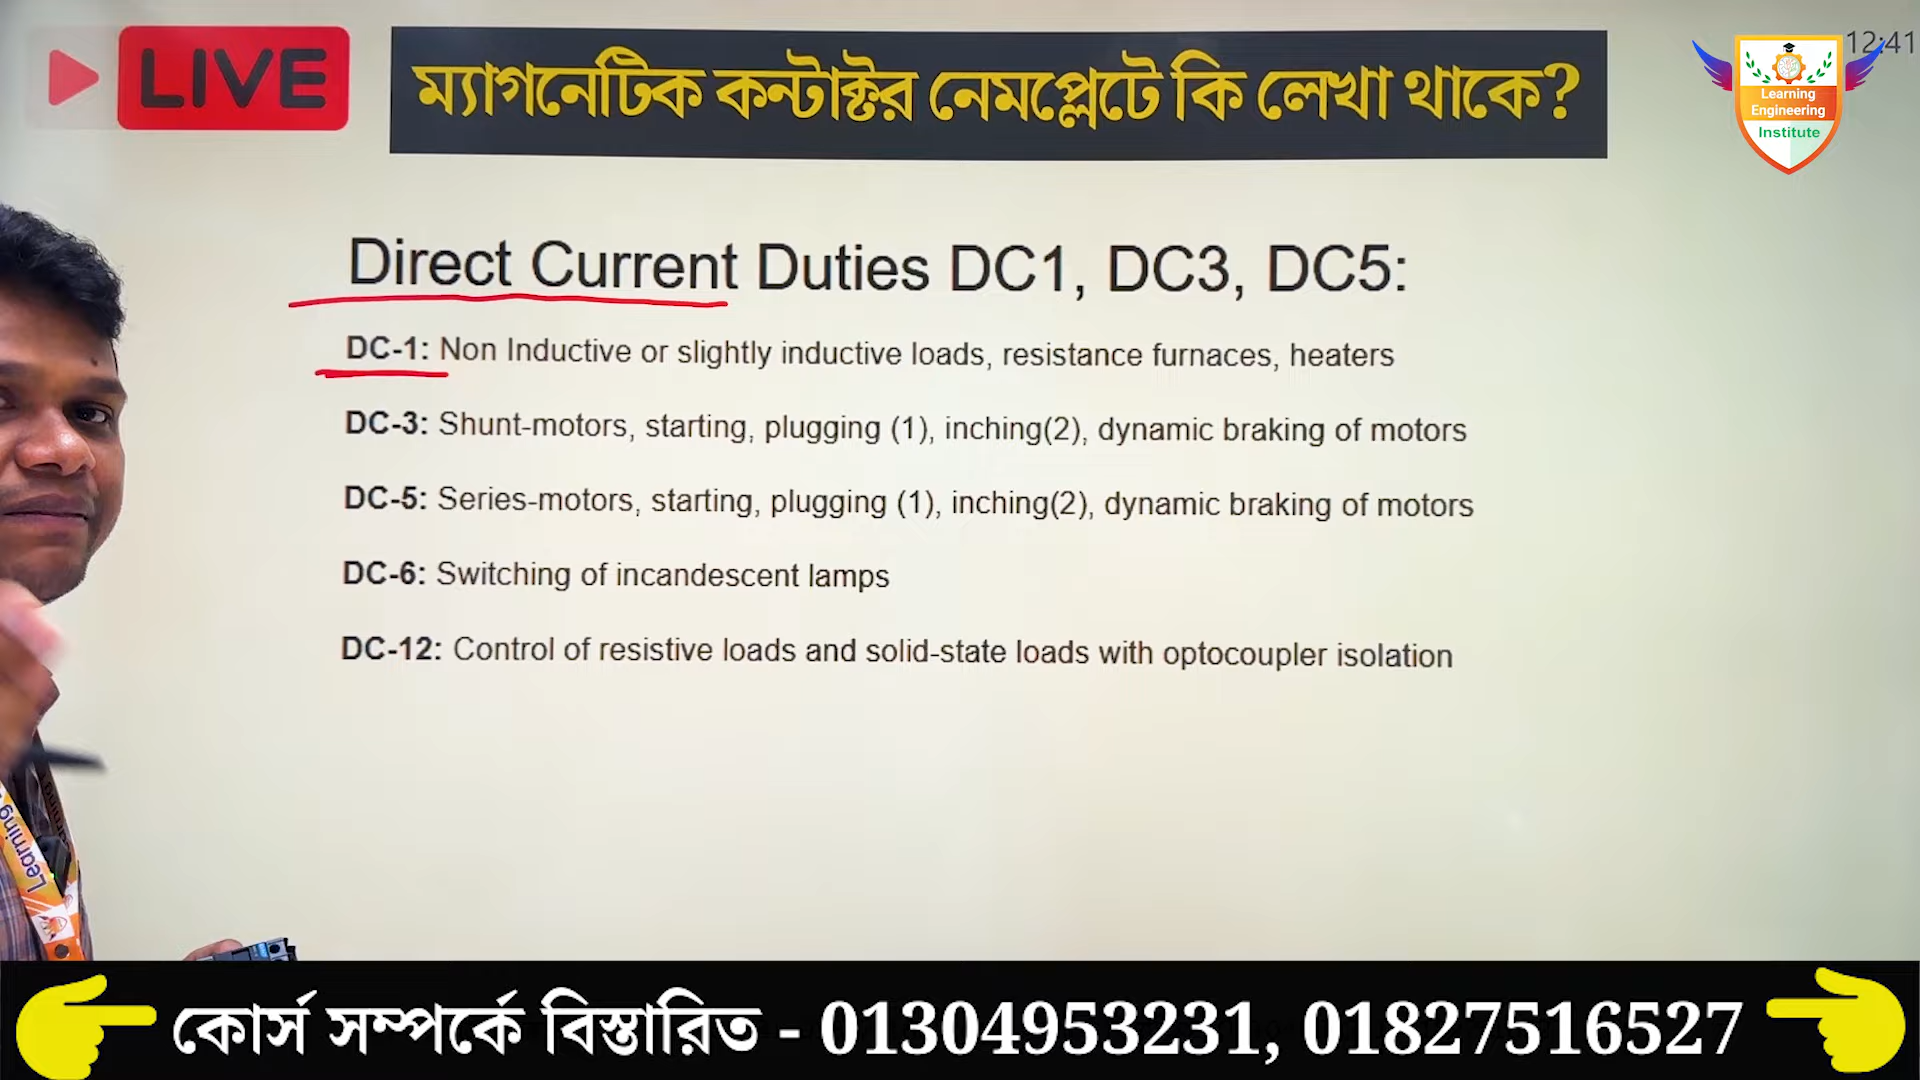 LIVE
ম্যাগনেটিক কন্টাক্টর নেমপ্লেটে কি লেখা থাকে?
12:41
Learning
Engineering
Institute
Direct Current Duties DC1, DC3, DC5:
DC-1: Non Inductive or slightly inductive loads, resistance furnaces, heaters
DC-3: Shunt-motors, starting, plugging (1), inching(2), dynamic braking of motors
DC-5: Series-motors, starting, plugging (1), inching(2), dynamic braking of motors
DC-6: Switching of incandescent lamps
DC-12: Control of resistive loads and solid-state loads with optocoupler isolation
Learning
কোর্স সম্পর্কে বিস্তারিত - 01304953231, 01827516527